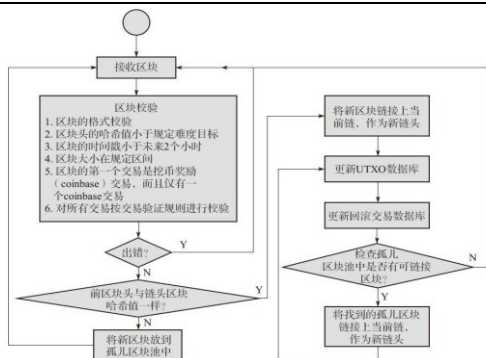 接收区块
区块校验
1. 区块的格式校验
2. 区块头的哈希值小于规定难度目标
3. 区块的时间戳小于未来2个小时
4. 区块大小在规定区间
5. 区块的第一个交易是挖币奖励
（coinbase）交易，而且仅有一
个coinbase交易
6. 对所有交易按交易验证规则进行校验
出错?
Y
N
前区块头与链头区块
哈希值一样?
Y
N
将新区块放到
孤儿区块池中
将新区块链接上当
前链，作为新链头
更新UTXO数据库
更新回滚交易数据库
检查孤儿
区块池中是否有可链接
区块?
N
Y
将找到的孤儿区块
链接上当前链，
作为新链头